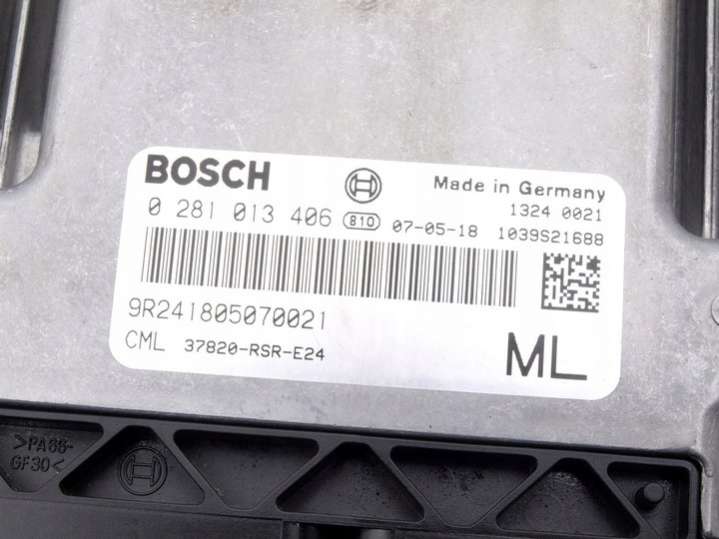 BOSCH
Made in Germany
0 281 013 406 810 07-05-18
1324 0021
1039S21688
9R241805070021
CML 37820-RSR-E24
ML
>PA66-
GF30<